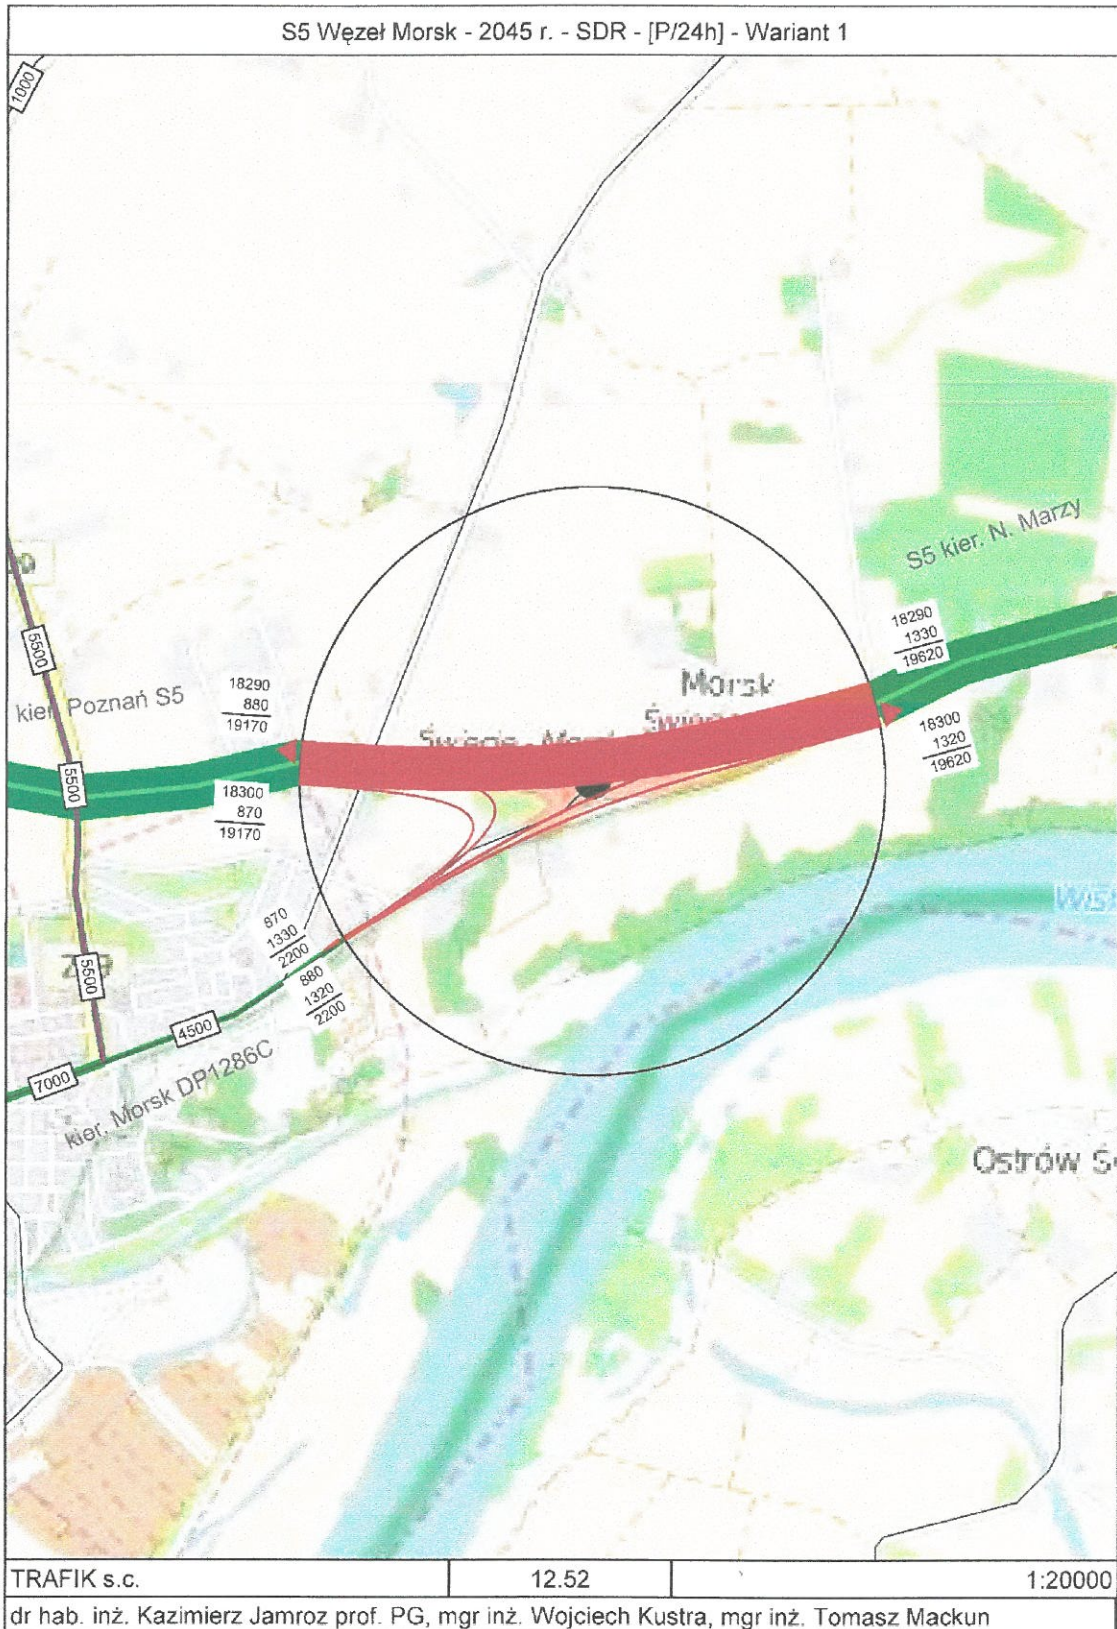 S5 Węzeł Morsk - 2045 r. - SDR - [P/24h] - Wariant 1
1000
S5 kier. N. Marzy
5500
18290
1330
19620
Morsk
kier. Poznań S5
18290
880
19170
18300
1320
19620
5500
18300
870
19170
WIS
870
1330
2200
5500
880
1320
2200
4500
7000
kier. Morsk DP1286C
Ostrów
TRAFIK s.c.
12.52
1:20000
dr hab. inż. Kazimierz Jamroz prof. PG, mgr inż. Wojciech Kustra, mgr inż. Tomasz Mackun